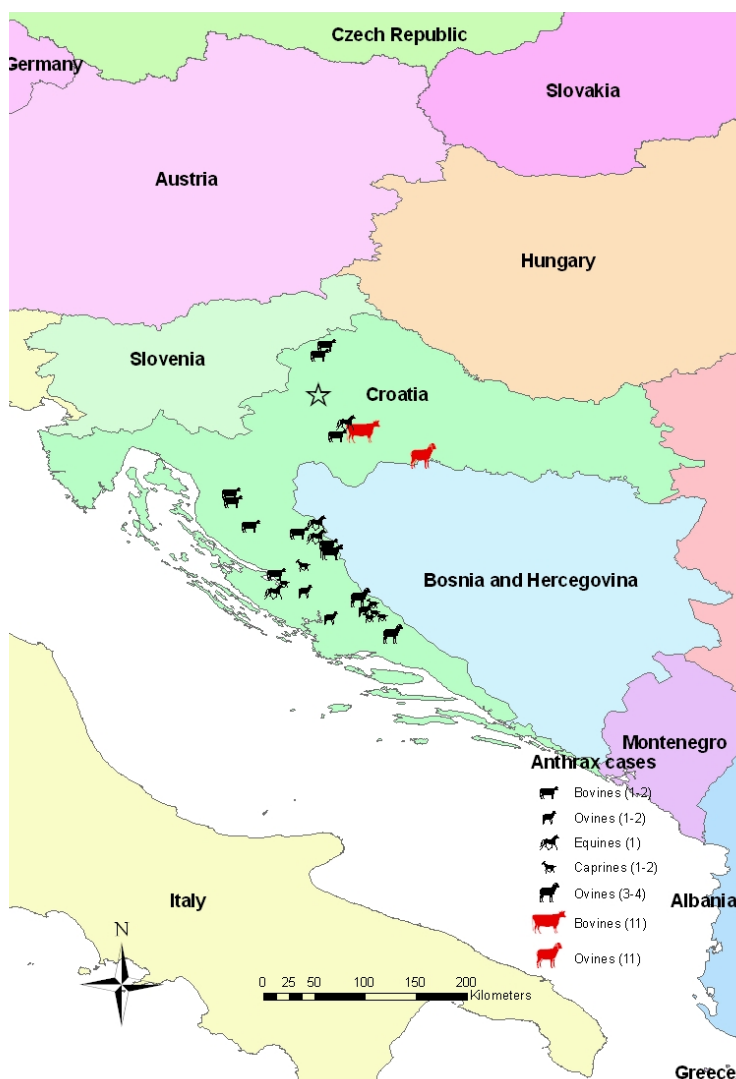 Czech Republic
Germany
Slovakia
Austria
Hungary
Slovenia
Croatia
Bosnia and Hercegovina
Montenegro
Anthrax cases
Bovines (1-2)
Ovines (1-2)
Equines (1)
Caprines (1-2)
Ovines (3-4)
Bovines (11)
Ovines (11)
Italy
Albania
N
0 25 50 100 150 200
Kilometers
Greece